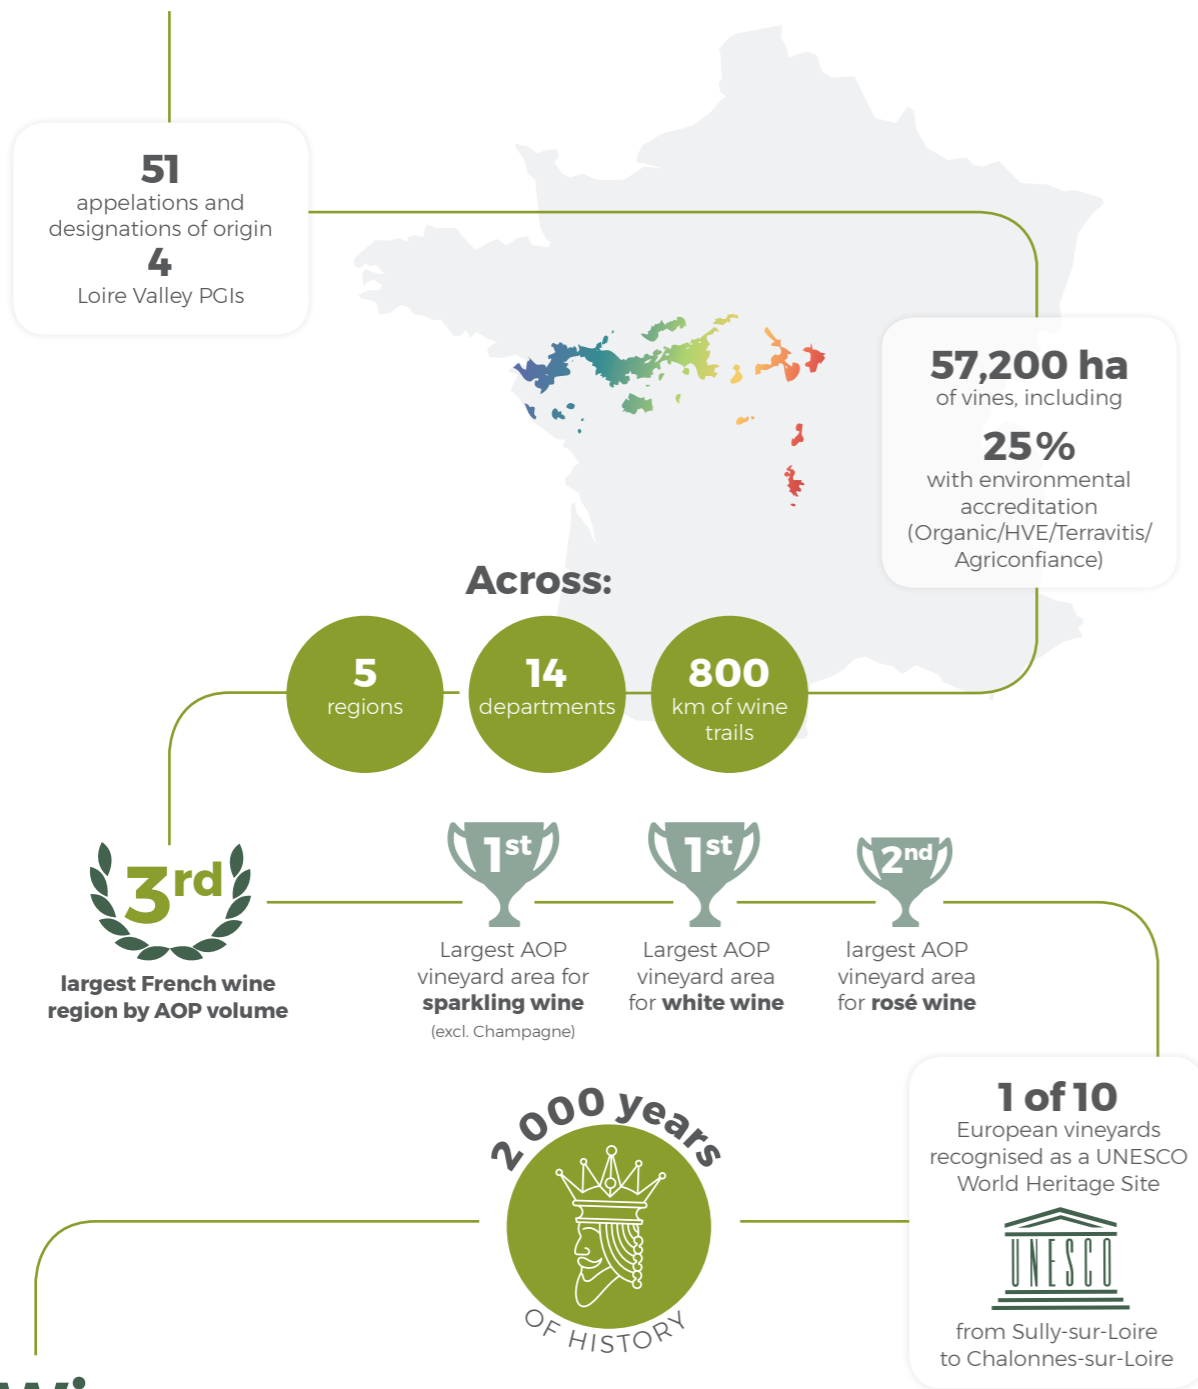 51
appelations and
designations of origin
4
Loire Valley PGIs
57,200 ha
of vines, including
25%
with environmental
accreditation
(Organic/HVE/Terravitis/
Agriconfiance)
Across:
5
regions
14
departments
800
km of wine
trails
3rd
largest French wine
region by AOP volume
1st
Largest AOP
vineyard area for
sparkling wine
(excl. Champagne)
1st
Largest AOP
vineyard area
for white wine
2nd
largest AOP
vineyard area
for rosé wine
1 of 10
European vineyards
recognised as a UNESCO
World Heritage Site
UNESCO
from Sully-sur-Loire
to Chalonnes-sur-Loire
2 000 years
OF HISTORY